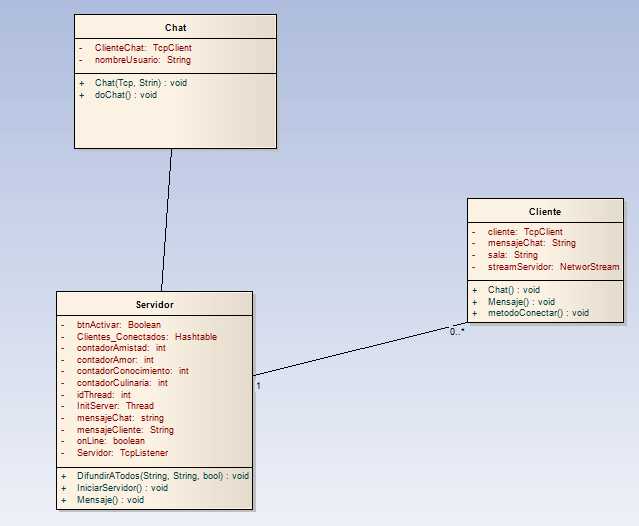 Chat
- ClienteChat: TcpClient
- nombreUsuario: String
+ Chat(Tcp, Strin) : void
+ doChat() : void
Cliente
- cliente: TcpClient
- mensajeChat: String
- sala: String
- streamServidor: NetworStream
+ Chat() : void
+ Mensaje() : void
+ metodoConectar() : void
0..*
1
Servidor
- btnActivar: Boolean
- Clientes_Conectados: Hashtable
- contadorAmistad: int
- contadorAmor: int
- contadorConocimiento: int
- contadorCulinaria: int
- idThread: int
- InitServer: Thread
- mensajeChat: string
- mensajeCliente: String
- onLine: boolean
- Servidor: TcpListener
+ DifundirATodos(String, String, bool) : void
+ IniciarServidor() : void
+ Mensaje() : void